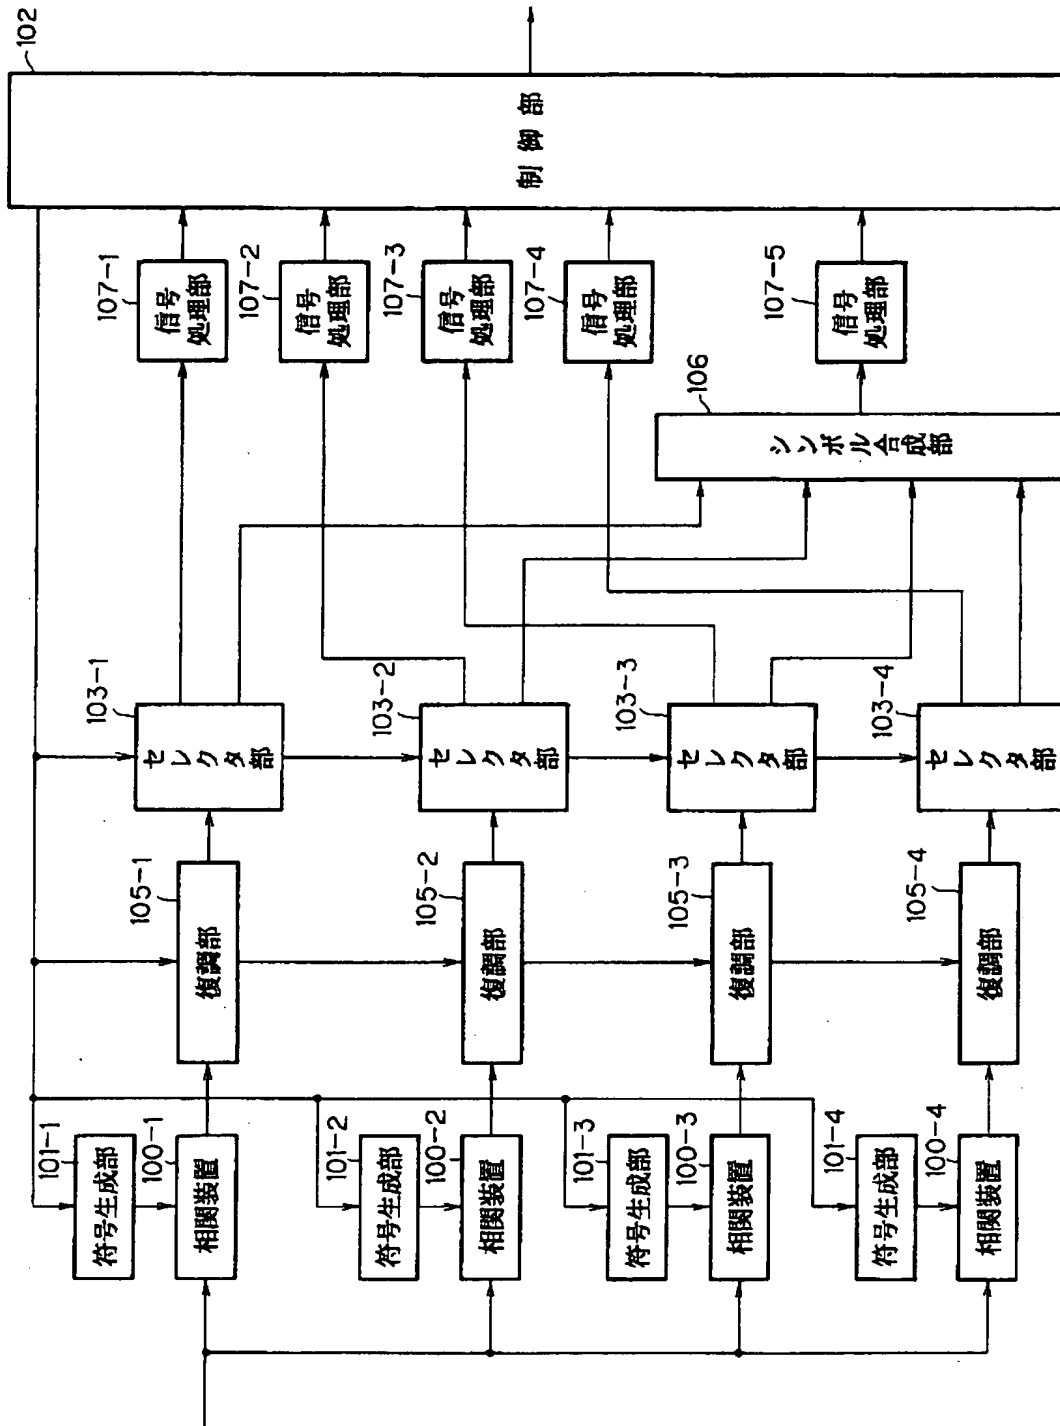 102
制御部
107-1
信号
処理部
107-2
信号
処理部
107-3
信号
処理部
107-4
信号
処理部
107-5
信号
処理部
106
シンボル合成部
103-1
セレクタ部
103-2
セレクタ部
103-3
セレクタ部
103-4
セレクタ部
105-1
復調部
105-2
復調部
105-3
復調部
105-4
復調部
101-1
符号生成部
100-1
相関装置
101-2
符号生成部
100-2
相関装置
101-3
符号生成部
100-3
相関装置
101-4
符号生成部
100-4
相関装置